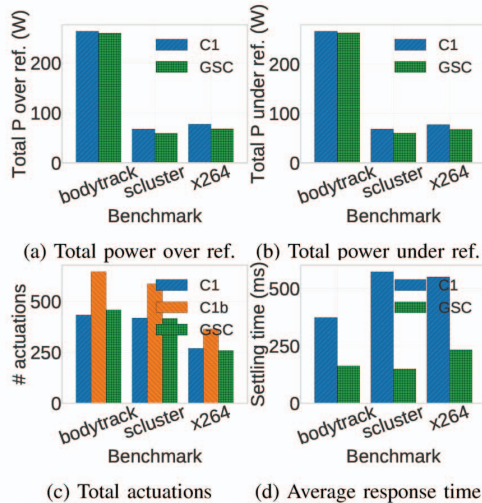 Total P over ref. (W)
200
100
0
C1
GSC
bodytrack
scluster
x264
Benchmark
(a) Total power over ref.
Total P under ref. (W)
200
100
0
C1
GSC
bodytrack
scluster
x264
Benchmark
(b) Total power under ref.
# actuations
500
250
0
C1
C1b
GSC
bodytrack
scluster
x264
Benchmark
(c) Total actuations
Settling time (ms)
500
250
0
C1
GSC
bodytrack
scluster
x264
Benchmark
(d) Average response time